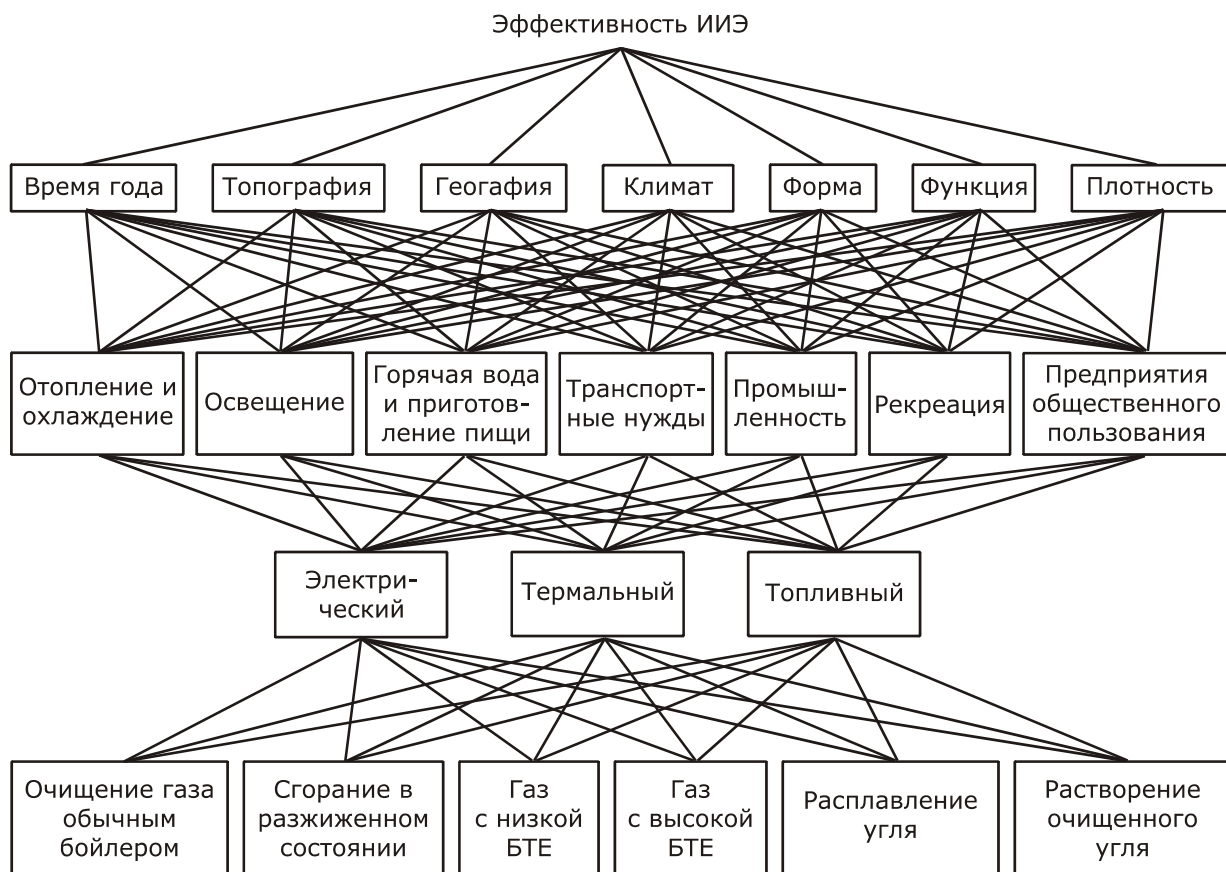 Эффективность ИИЭ
Время года
Топография
Геогафия
Климат
Форма
Функция
Плотность
Отопление и
охлаждение
Освещение
Горячая вода
и приготов-
ление пищи
Транспорт-
ные нужды
Промыш-
ленность
Рекреация
Предприятия
общественного
пользования
Электри-
ческий
Термальный
Топливный
Очищение газа
обычным
бойлером
Сгорание в
разжиженном
состоянии
Газ
с низкой
БТЕ
Газ
с высокой
БТЕ
Расплавление
угля
Растворение
очищенного
угля